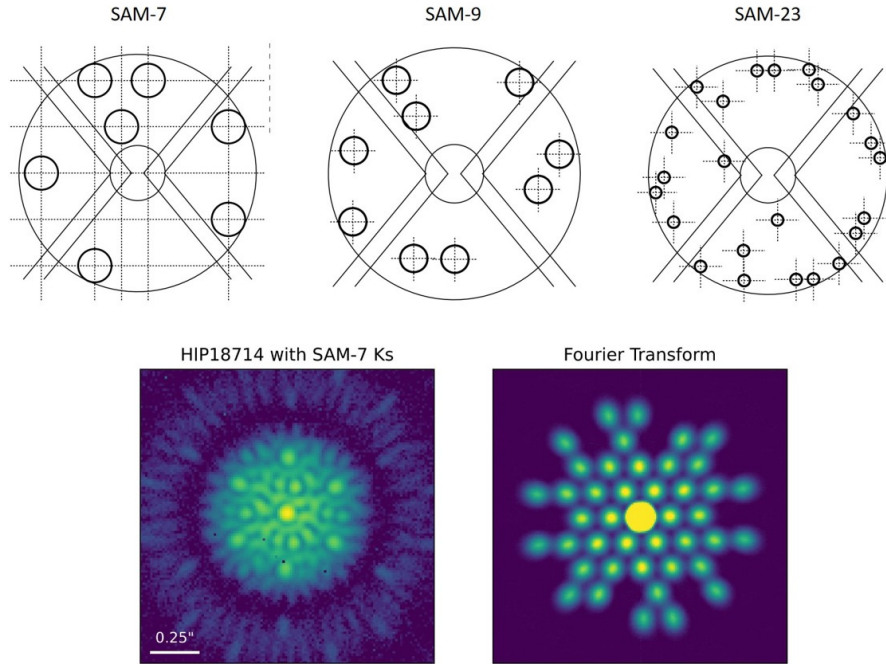 SAM-7
SAM-9
SAM-23
HIP18714 with SAM-7 Ks
Fourier Transform
0.25"